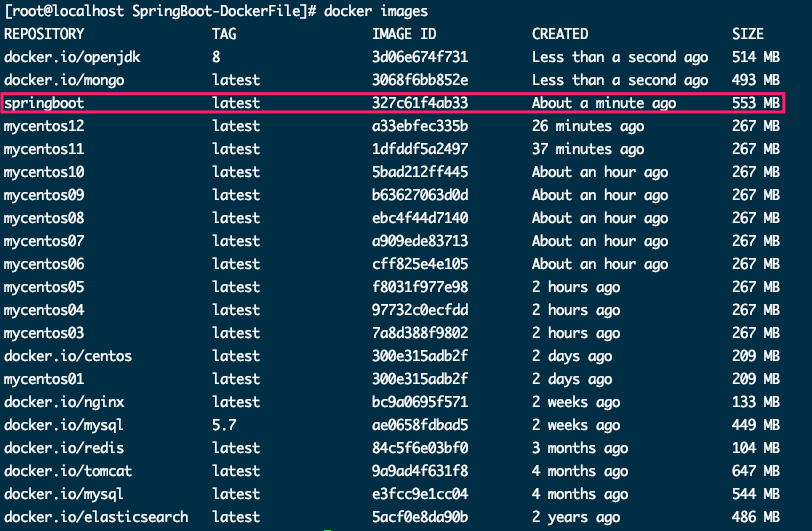 [root@localhost SpringBoot-DockerFile]# docker images
REPOSITORY TAG IMAGE ID CREATED SIZE
docker.io/openjdk 8 3d06e674f731 Less than a second ago 514 MB
docker.io/mongo latest 3068f6bb852e Less than a second ago 493 MB
springboot latest 327c61f4ab33 About a minute ago 553 MB
mycentos12 latest a33ebfec335b 26 minutes ago 267 MB
mycentos11 latest 1dfddf5a2497 37 minutes ago 267 MB
mycentos10 latest 5bad212ff445 About an hour ago 267 MB
mycentos09 latest b63627063d0d About an hour ago 267 MB
mycentos08 latest ebc4f44d7140 About an hour ago 267 MB
mycentos07 latest a909ede83713 About an hour ago 267 MB
mycentos06 latest cff825e4e105 About an hour ago 267 MB
mycentos05 latest f8031f977e98 2 hours ago 267 MB
mycentos04 latest 97732c0ecfdd 2 hours ago 267 MB
mycentos03 latest 7a8d388f9802 2 hours ago 267 MB
docker.io/centos latest 300e315adb2f 2 days ago 209 MB
mycentos01 latest 300e315adb2f 2 days ago 209 MB
docker.io/nginx latest bc9a0695f571 2 weeks ago 133 MB
docker.io/mysql 5.7 ae0658fdbad5 2 weeks ago 449 MB
docker.io/redis latest 84c5f6e03bf0 3 months ago 104 MB
docker.io/tomcat latest 9a9ad4f631f8 4 months ago 647 MB
docker.io/mysql latest e3fcc9e1cc04 4 months ago 544 MB
docker.io/elasticsearch latest 5acf0e8da90b 2 years ago 486 MB